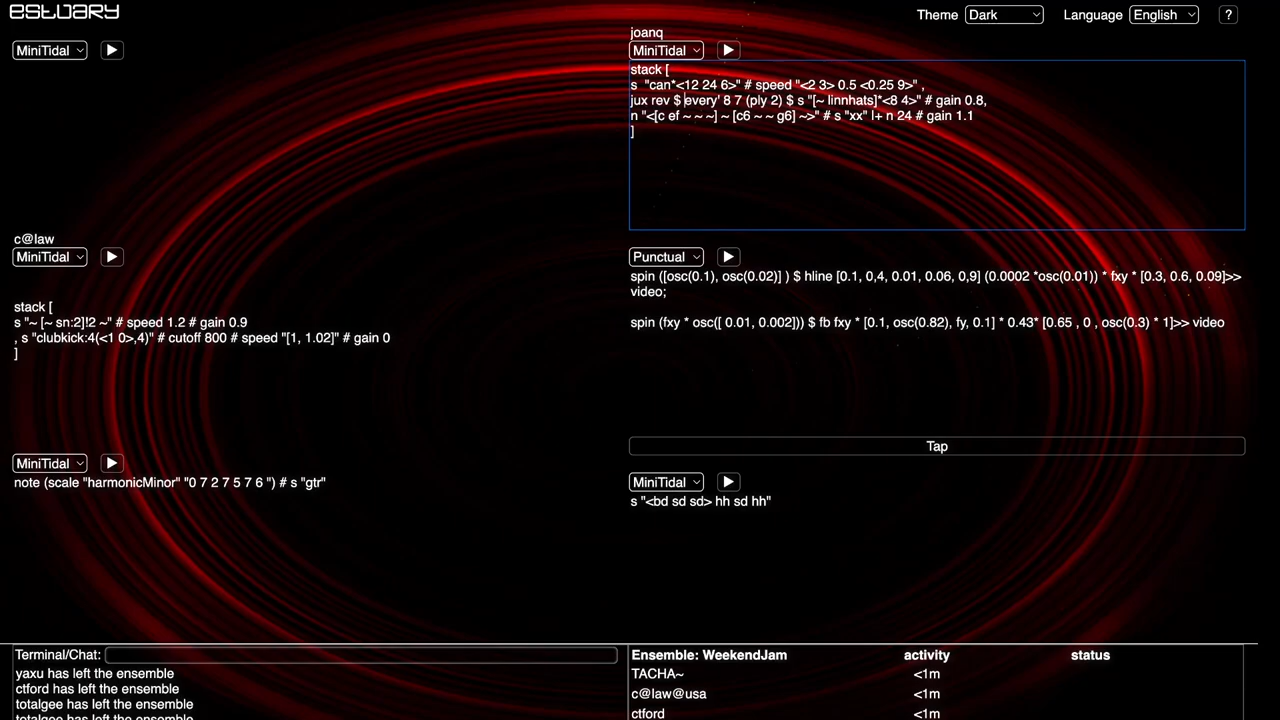 estuary
Theme Dark Language English ?
MiniTidal
joanq
MiniTidal
stack [
s "can*<12 24 6>" # speed "<2 3> 0.5 <0.25 9>" ,
jux rev $ every' 8 7 (ply 2) $ s "[~ linnhats]*<8 4>" # gain 0.8,
n "<[c ef ~ ~ ~] ~ [c6 ~ ~ g6] ~>" # s "xx" |+ n 24 # gain 1.1
]
c@law
MiniTidal
stack [
s "~ [~ sn:2]!2 ~" # speed 1.2 # gain 0.9
, s "clubkick:4(<1 0>,4)" # cutoff 800 # speed "[1, 1.02]" # gain 0
]
Punctual
spin ([osc(0.1), osc(0.02)] ) $ hline [0.1, 0,4, 0.01, 0.06, 0,9] (0.0002 *osc(0.01)) * fxy * [0.3, 0.6, 0.09]>>
video;
spin (fxy * osc([ 0.01, 0.002])) $ fb fxy * [0.1, osc(0.82), fy, 0.1] * 0.43* [0.65 , 0 , osc(0.3) * 1]>> video
MiniTidal
note (scale "harmonicMinor" "0 7 2 7 5 7 6 ") # s "gtr"
Tap
MiniTidal
s "<bd sd sd> hh sd hh"
Terminal/Chat:
yaxu has left the ensemble
ctford has left the ensemble
totalgee has left the ensemble
totalgee has left the ensemble
Ensemble: WeekendJam activity status
TACHA~ <1m
c@law@usa <1m
ctford <1m